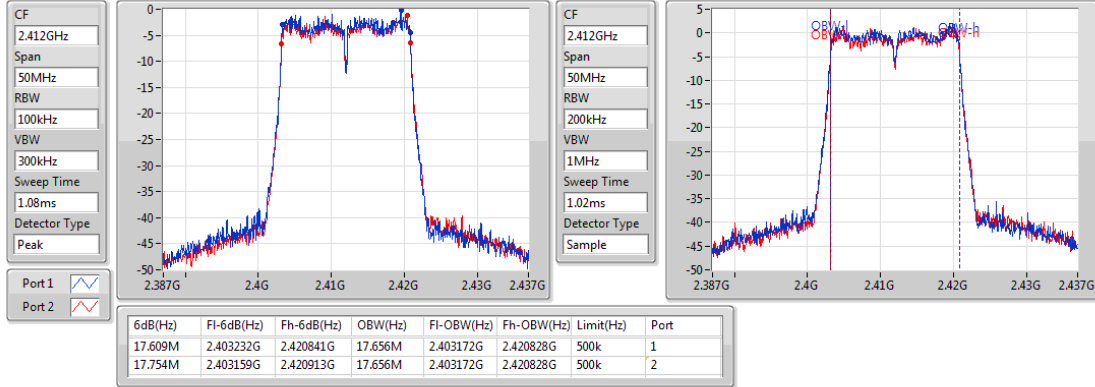 CF
2.412GHz
Span
50MHz
RBW
100kHz
VBW
300kHz
Sweep Time
1.08ms
Detector Type
Peak
Port 1
Port 2
0-
-5-
-10-
-15-
-20-
-25-
-30-
-35-
-40-
-45-
-50-
2.387G 2.4G 2.41G 2.42G 2.437G
CF
2.412GHz
Span
50MHz
RBW
200kHz
VBW
1MHz
Sweep Time
1.02ms
Detector Type
Sample
5-
0-
-5-
-10-
-15-
-20-
-25-
-30-
-35-
-40-
-45-
-50-
OBW-l OBW-h
2.387G 2.4G 2.41G 2.42G 2.43G 2.437G
6dB(Hz) Fl-6dB(Hz) Fh-6dB(Hz) OBW(Hz) Fl-OBW(Hz) Fh-OBW(Hz) Limit(Hz) Port
17.609M 2.403232G 2.420841G 17.656M 2.403172G 2.420828G 500k 1
17.754M 2.403159G 2.420913G 17.656M 2.403172G 2.420828G 500k 2